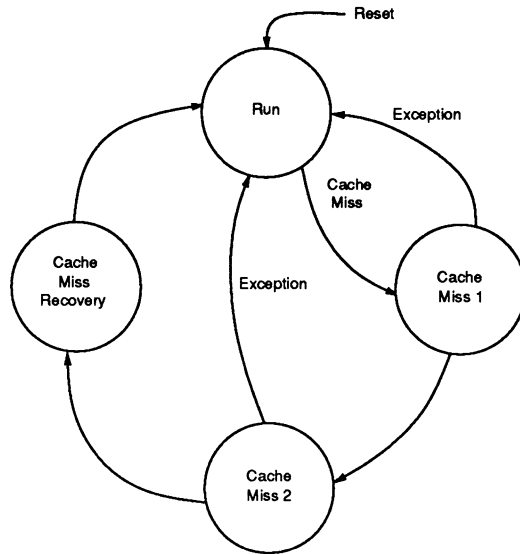 Reset
Run
Exception
Cache
Miss
Cache
Miss
Recovery
Exception
Cache
Miss 1
Cache
Miss 2